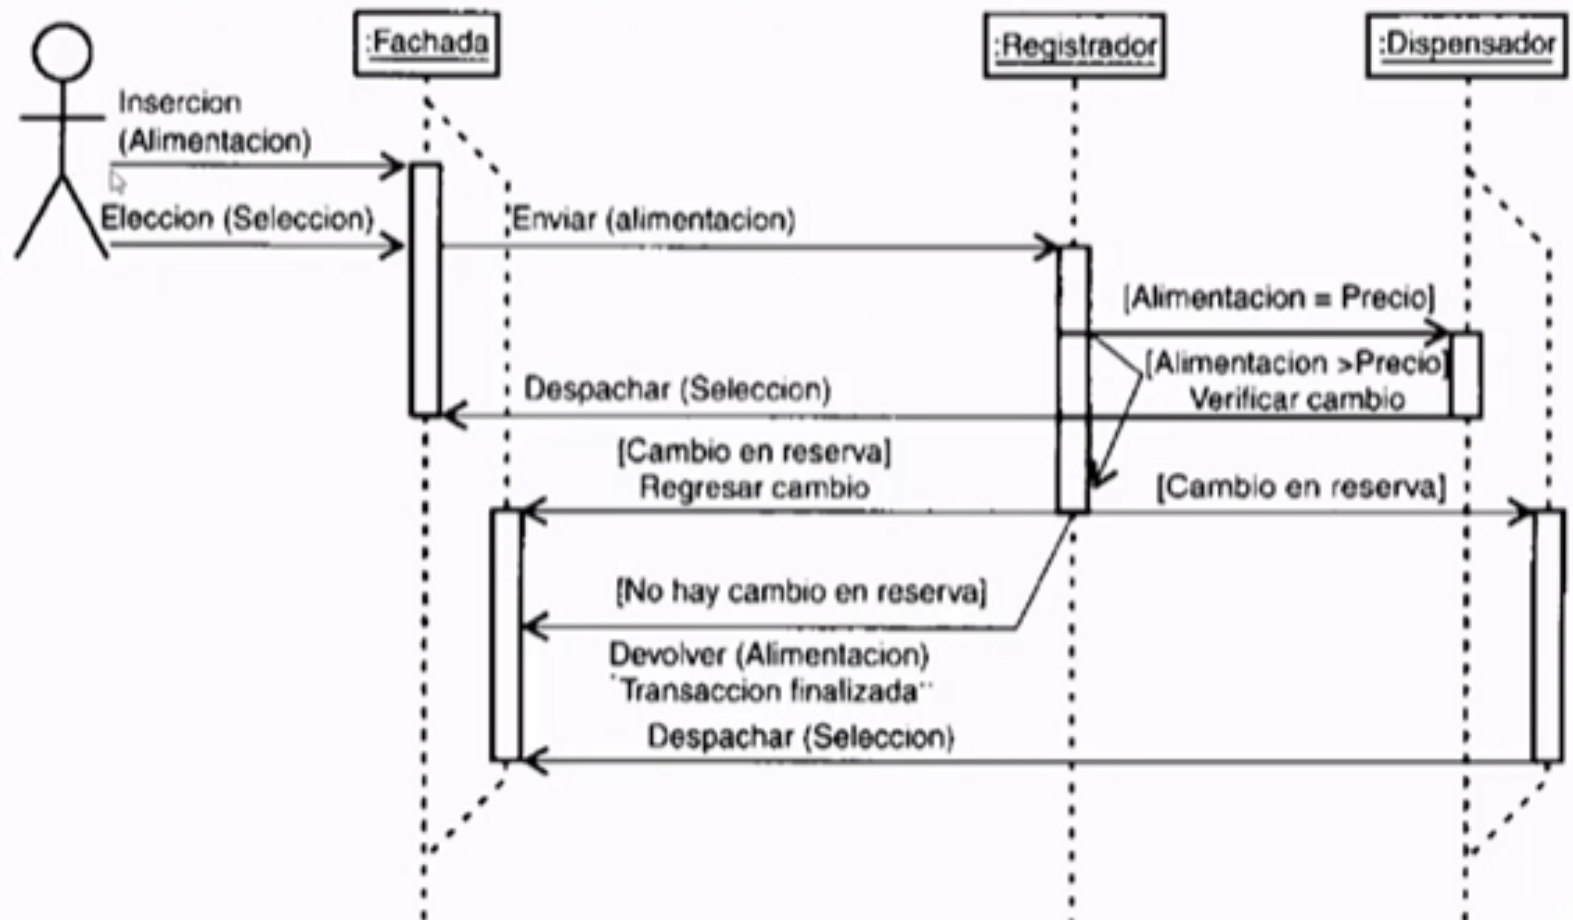 :Fachada
:Registrador
:Dispensador
Insercion
(Alimentacion)
Eleccion (Seleccion)
Enviar (alimentacion)
[Alimentacion = Precio]
[Alimentacion >Precio]
Verificar cambio
Despachar (Seleccion)
[Cambio en reserva]
Regresar cambio
[Cambio en reserva]
[No hay cambio en reserva]
Devolver (Alimentacion)
¨Transaccion finalizada¨
Despachar (Seleccion)